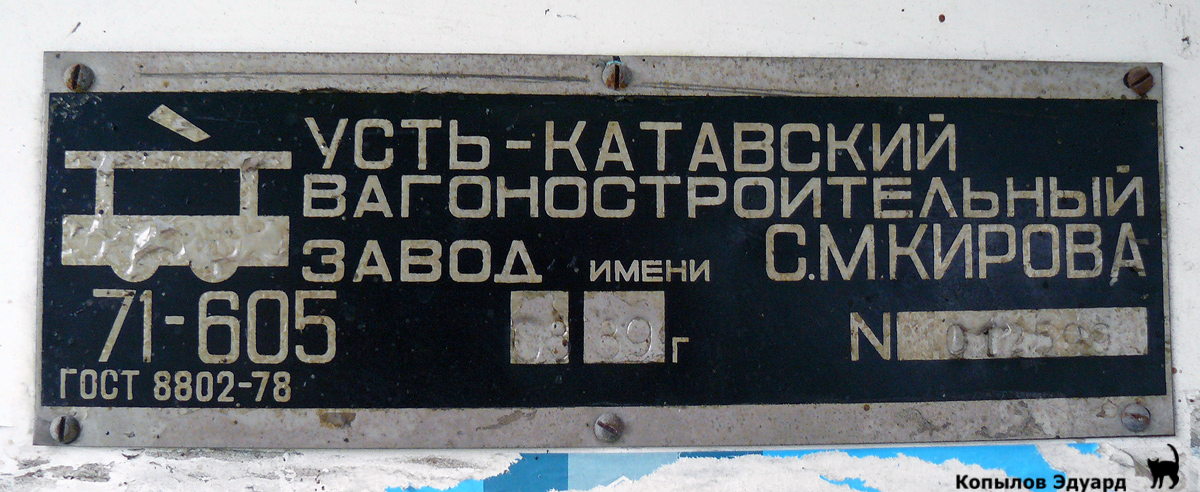 УСТЬ-КАТАВСКИЙ
ВАГОНОСТРОИТЕЛЬНЫЙ
ЗАВОД ИМЕНИ С.М.КИРОВА
71-605 89 г N
ГОСТ 8802-78
Копылов Эдуард